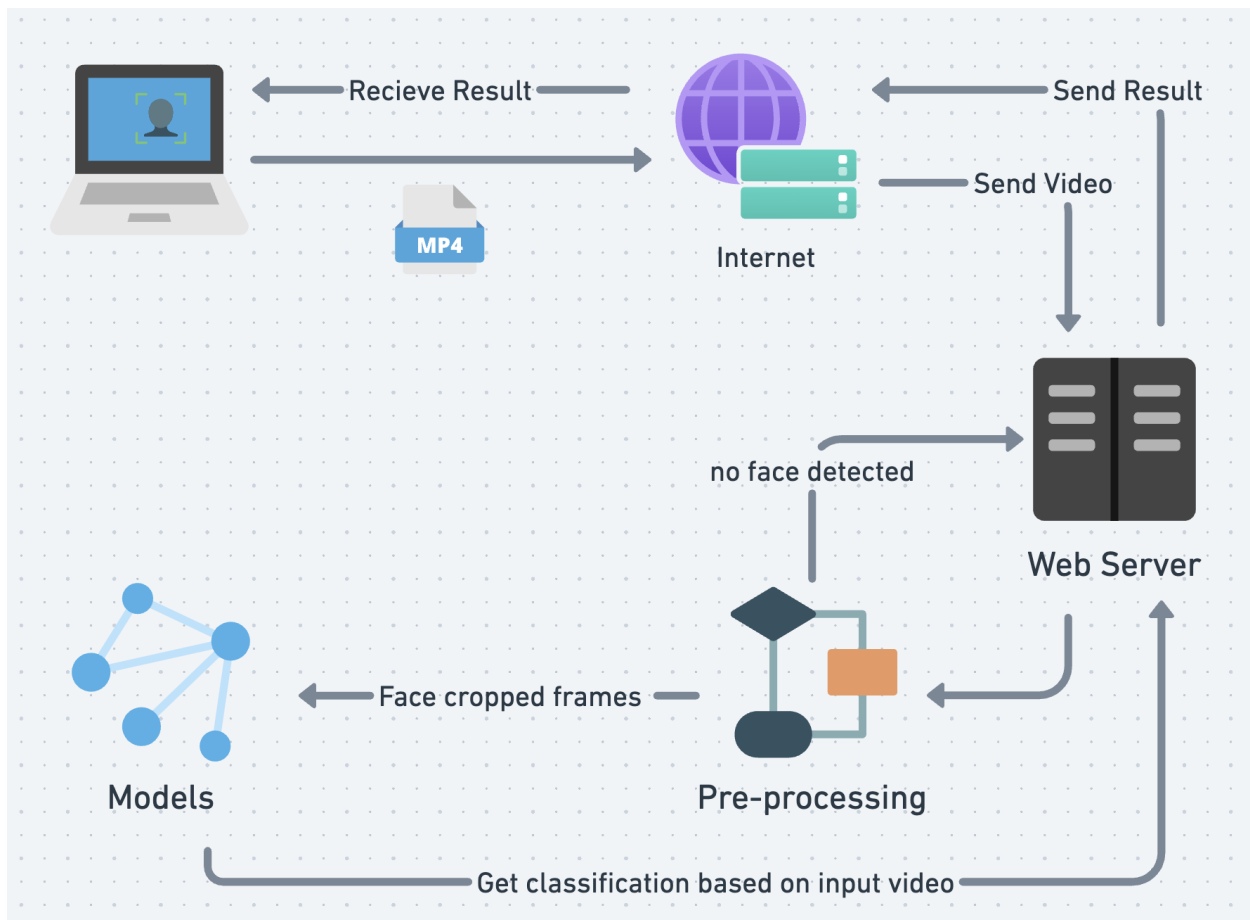 Recieve Result
Send Result
Send Video
MP4
Internet
no face detected
Web Server
Face cropped frames
Models
Pre-processing
Get classification based on input video